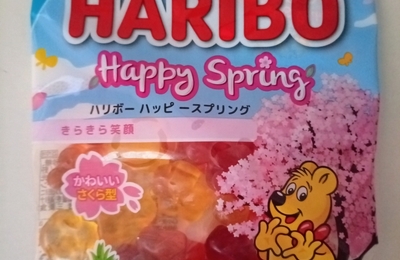 HARIBO
Happy Spring
ハリボー ハッピースプリング
きらきら笑顔
かわいい
さくら型